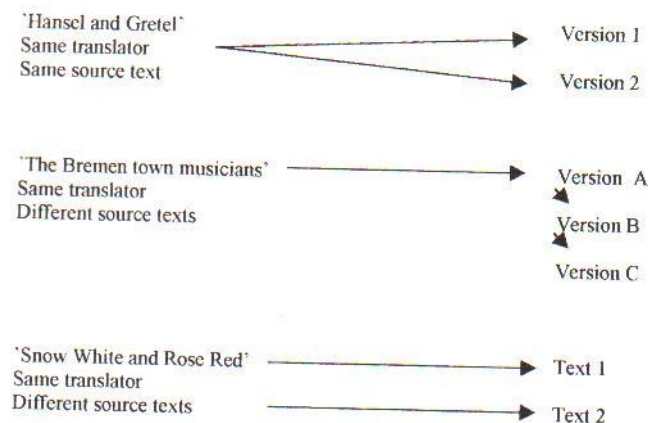 'Hansel and Gretel'
Same translator
Same source text
Version 1
Version 2
'The Bremen town musicians'
Same translator
Different source texts
Version A
Version B
Version C
'Snow White and Rose Red'
Same translator
Different source texts
Text 1
Text 2